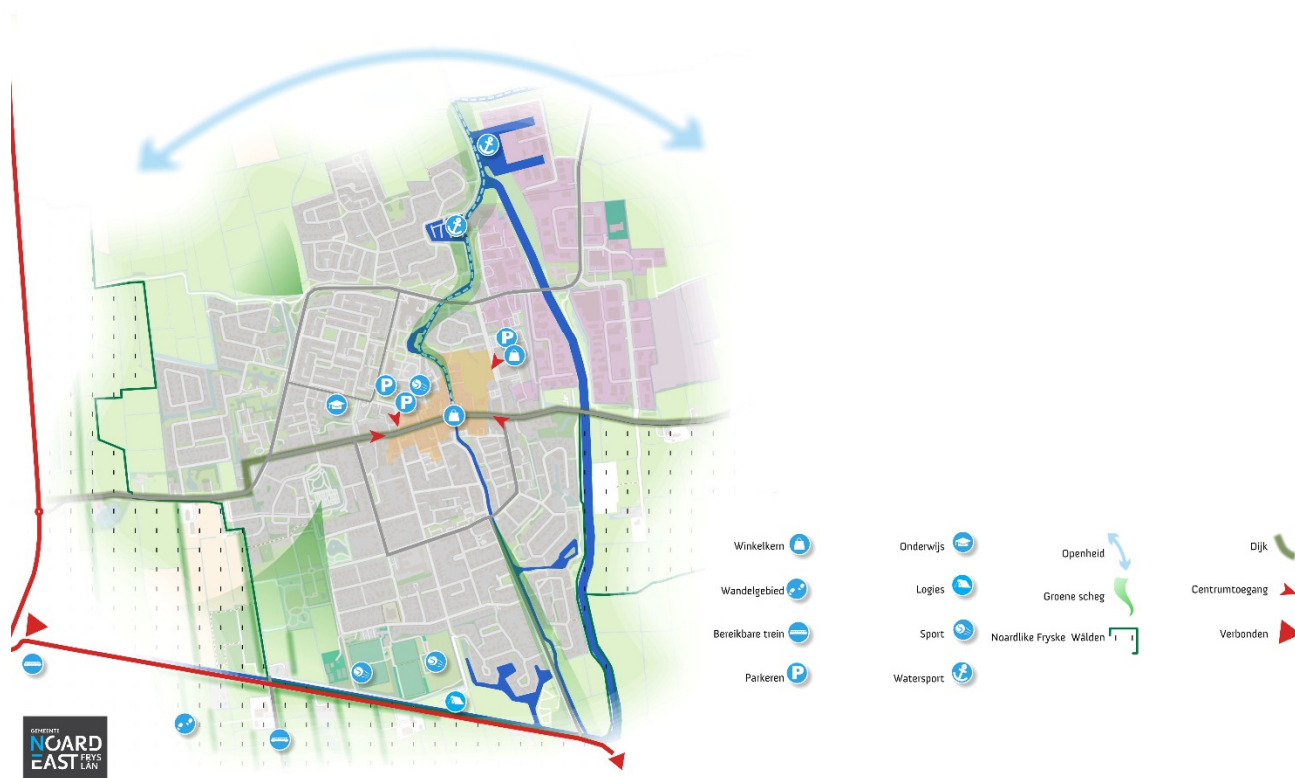 P
P
P
Winkelkern
Wandelgebied
Bereikbare trein
Parkeren P
Onderwijs
Logies
Sport
Watersport
Openheid
Groene scheg
Noardlike Fryske Wâlden
Dijk
Centrumtoegang
Verbonden
GEMEENTE
NOARD
EAST FRYS
LÂN